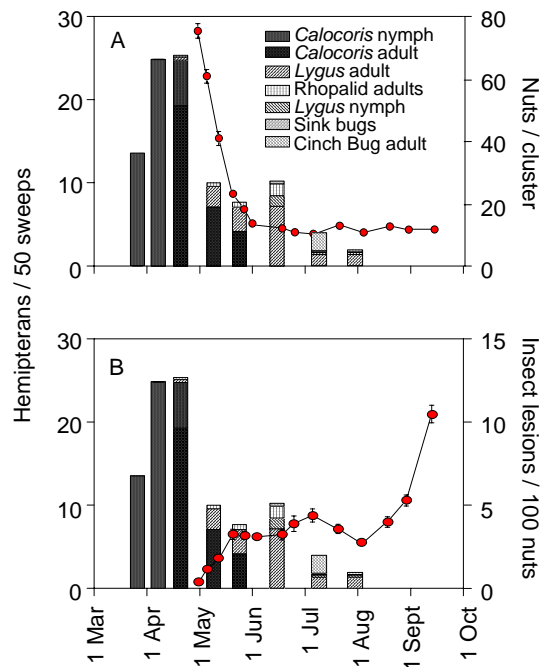 30
20
10
0
A
Calocoris nymph
Calocoris adult
Lygus adult
Rhopalid adults
Lygus nymph
Sink bugs
Cinch Bug adult
80
60
40
20
0
Nuts / cluster
Hemipterans / 50 sweeps
30
20
10
0
B
15
10
5
0
Insect lesions / 100 nuts
1 Mar
1 Apr
1 May
1 Jun
1 Jul
1 Aug
1 Sept
1 Oct